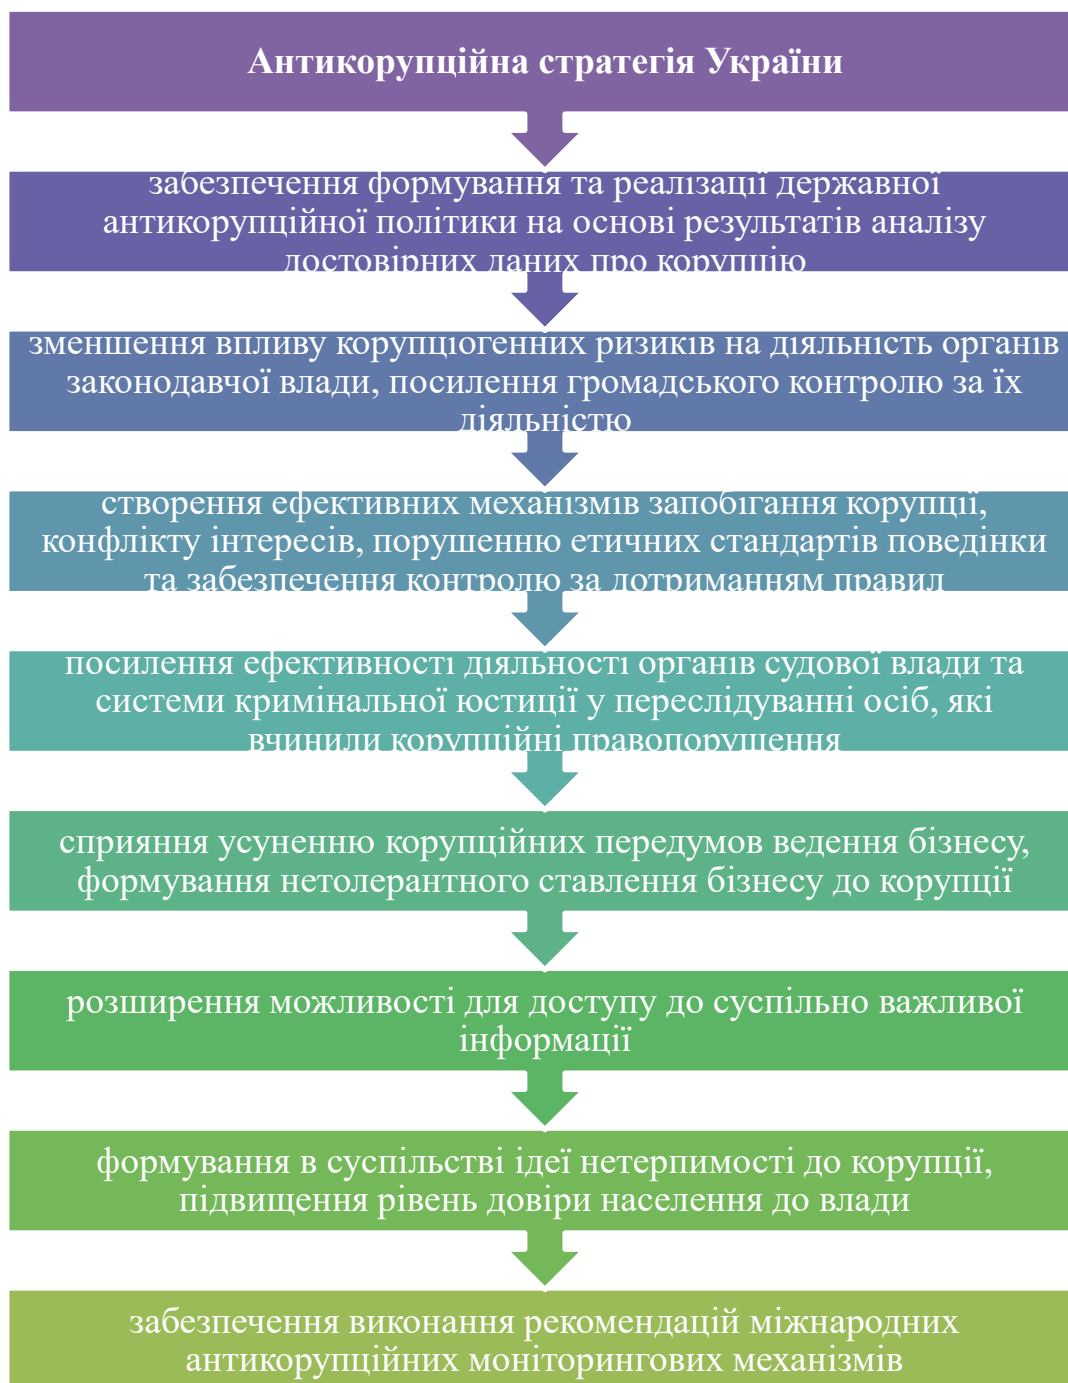 Антикорупційна стратегія України
забезпечення формування та реалізації державної
антикорупційної політики на основі результатів аналізу
достовірних даних про корупцію
зменшення впливу корупціогенних ризиків на діяльність органів
законодавчої влади, посилення громадського контролю за їх
діяльністю
створення ефективних механізмів запобігання корупції,
конфлікту інтересів, порушенню етичних стандартів поведінки
та забезпечення контролю за дотриманням правил
посилення ефективності діяльності органів судової влади та
системи кримінальної юстиції у переслідуванні осіб, які
вчинили корупційні правопорушення
сприяння усуненню корупційних передумов ведення бізнесу,
формування нетолерантного ставлення бізнесу до корупції
розширення можливості для доступу до суспільно важливої
інформації
формування в суспільстві ідеї нетерпимості до корупції,
підвищення рівень довіри населення до влади
забезпечення виконання рекомендацій міжнародних
антикорупційних моніторингових механізмів